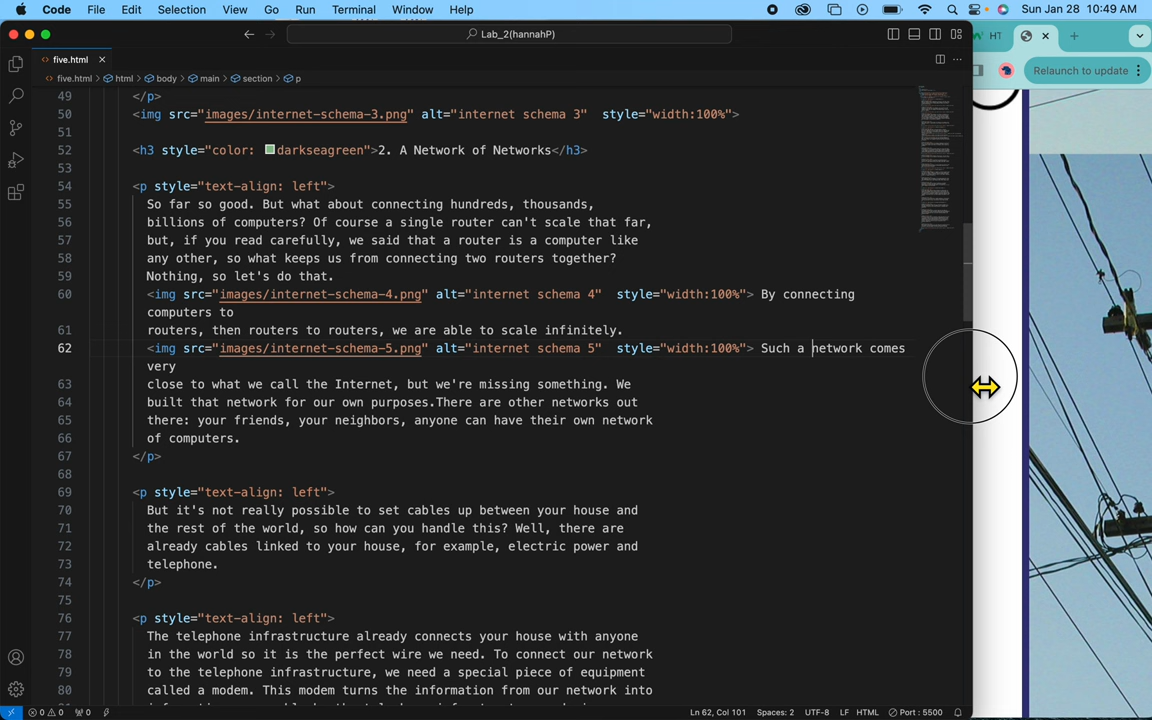 Code File Edit Selection View Go Run Terminal Window Help Sun Jan 28 10:49 AM
Lab_2(hannahP)
HT
five.html
Relaunch to update
five.html > html > body > main > section > p
49 </p>
50 <img src="images/internet-schema-3.png" alt="internet schema 3"  style="width:100%">
51
52 <h3 style="color: darkseagreen">2. A Network of Networks</h3>
53
54 <p style="text-align: left">
55 So far so good. But what about connecting hundreds, thousands,
56 billions of computers? Of course a single router can't scale that far,
57 but, if you read carefully, we said that a router is a computer like
58 any other, so what keeps us from connecting two routers together?
59 Nothing, so let's do that.
60 <img src="images/internet-schema-4.png" alt="internet schema 4"  style="width:100%"> By connecting
computers to
61 routers, then routers to routers, we are able to scale infinitely.
62 <img src="images/internet-schema-5.png" alt="internet schema 5"  style="width:100%"> Such a network comes
very
63 close to what we call the Internet, but we're missing something. We
64 built that network for our own purposes.There are other networks out
65 there: your friends, your neighbors, anyone can have their own network
66 of computers.
67 </p>
68
69 <p style="text-align: left">
70 But it's not really possible to set cables up between your house and
71 the rest of the world, so how can you handle this? Well, there are
72 already cables linked to your house, for example, electric power and
73 telephone.
74 </p>
75
76 <p style="text-align: left">
77 The telephone infrastructure already connects your house with anyone
78 in the world so it is the perfect wire we need. To connect our network
79 to the telephone infrastructure, we need a special piece of equipment
80 called a modem. This modem turns the information from our network into
0 0 0 Ln 62, Col 101 Spaces: 2 UTF-8 LF HTML Port : 5500